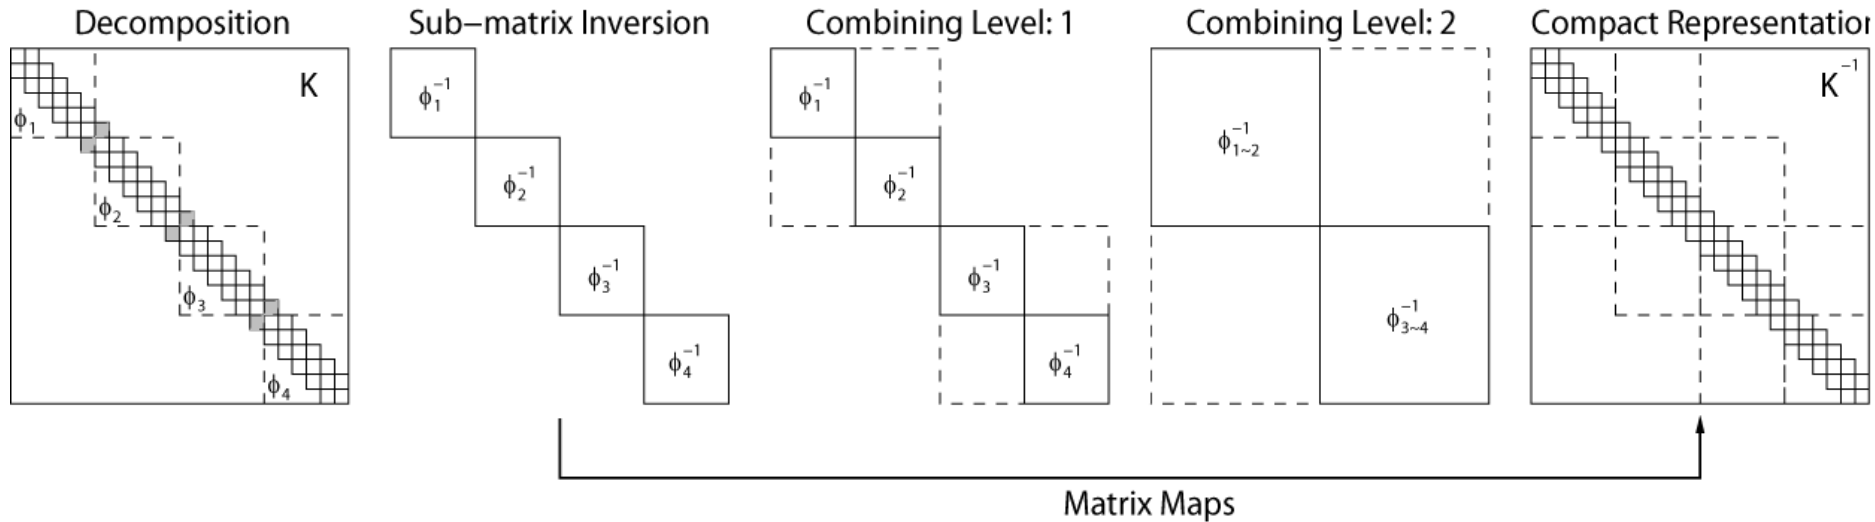 Decomposition
Sub−matrix Inversion
Combining Level: 1
Combining Level: 2
Compact Representation
K
ϕ1
ϕ2
ϕ3
ϕ4
ϕ1^−1
ϕ2^−1
ϕ3^−1
ϕ4^−1
ϕ1^−1
ϕ2^−1
ϕ3^−1
ϕ4^−1
ϕ1~2^−1
ϕ3~4^−1
K^−1
Matrix Maps